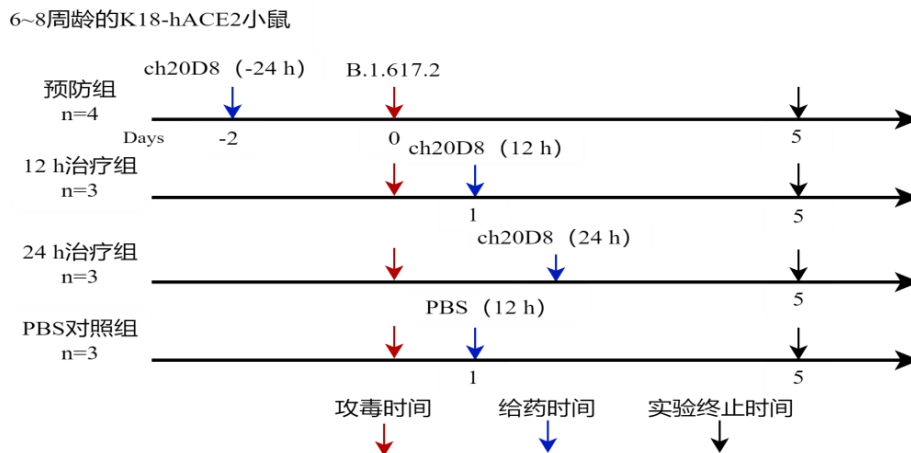 6~8周龄的K18-hACE2小鼠
ch20D8（-24 h）
B.1.617.2
预防组
n=4
Days
-2
0
5
ch20D8（12 h）
12 h治疗组
n=3
1
5
ch20D8（24 h）
24 h治疗组
n=3
5
PBS（12 h）
PBS对照组
n=3
1
5
攻毒时间
给药时间
实验终止时间